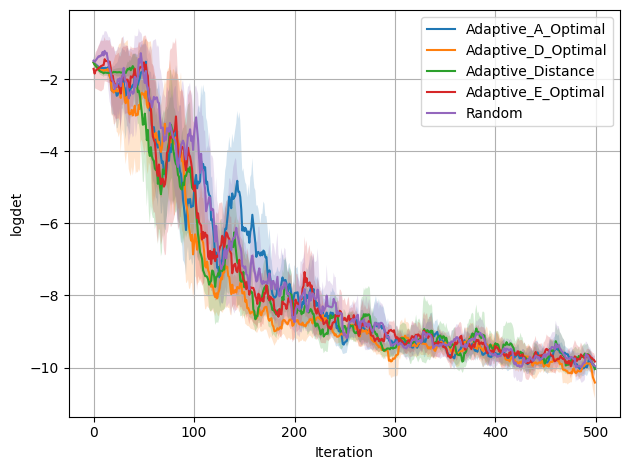 Adaptive_A_Optimal
Adaptive_D_Optimal
Adaptive_Distance
Adaptive_E_Optimal
Random
logdet
−2
−4
−6
−8
−10
0 100 200 300 400 500
Iteration